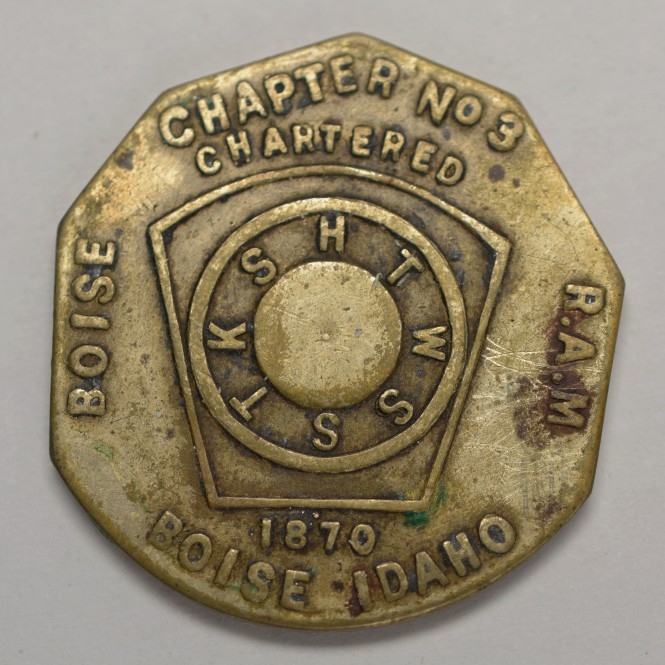 CHAPTER No 3
CHARTERED
BOISE
R.A.M
H T W S S T K S
1870
BOISE IDAHO